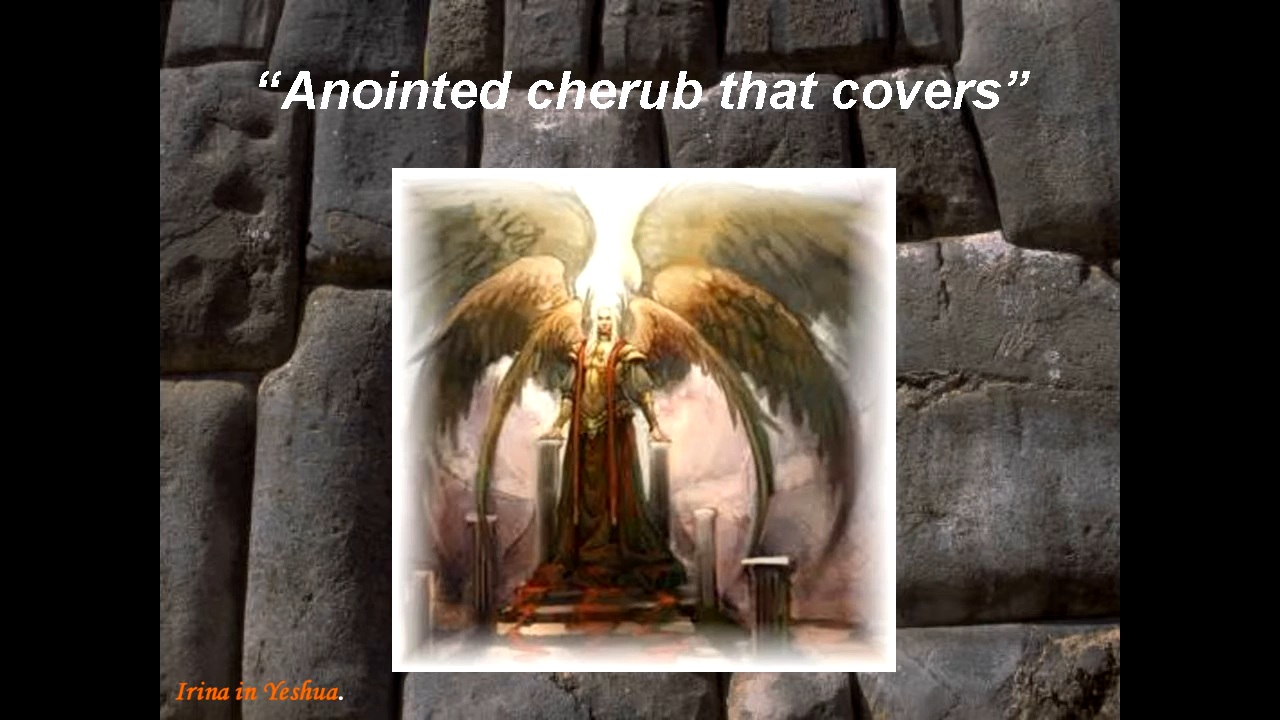 “Anointed cherub that covers”
Irina in Yeshua.